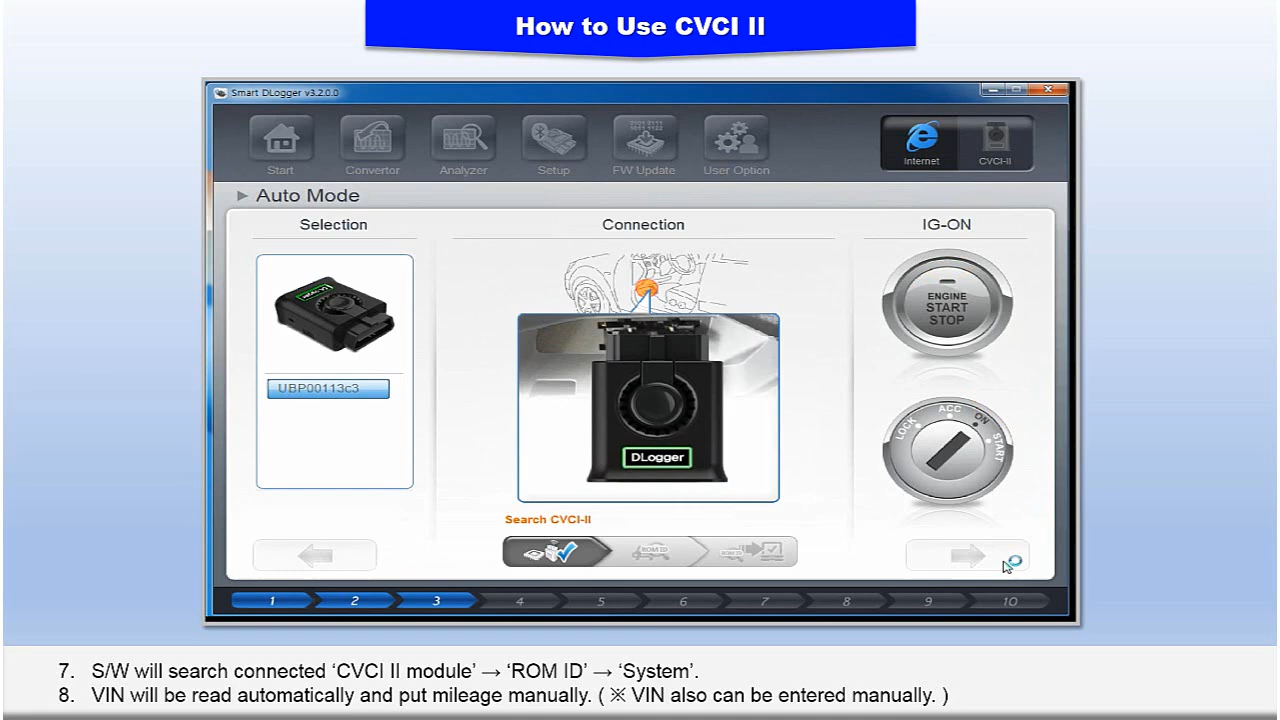 How to Use CVCI II
Smart DLogger v3.2.0.0
Start
Convertor
Analyzer
Setup
FW Update
User Option
Internet
CVCI-II
Auto Mode
Selection
Connection
IG-ON
UBP00113c3
DLogger
ENGINE
START
STOP
LOCK
ACC
ON
START
Search CVCI-II
ROM ID
1 2 3 4 5 6 7 8 9 10
7. S/W will search connected ‘CVCI II module’ → ‘ROM ID’ → ‘System’.
8. VIN will be read automatically and put mileage manually. ( ※ VIN also can be entered manually. )